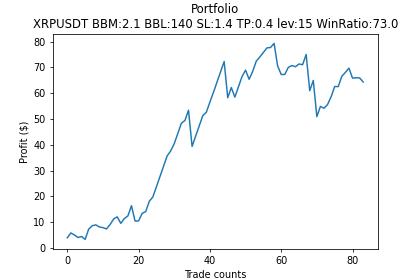 Portfolio
XRPUSDT BBM:2.1 BBL:140 SL:1.4 TP:0.4 lev:15 WinRatio:73.0
80
70
60
50
40
30
20
10
0
Profit ($)
0 20 40 60 80
Trade counts